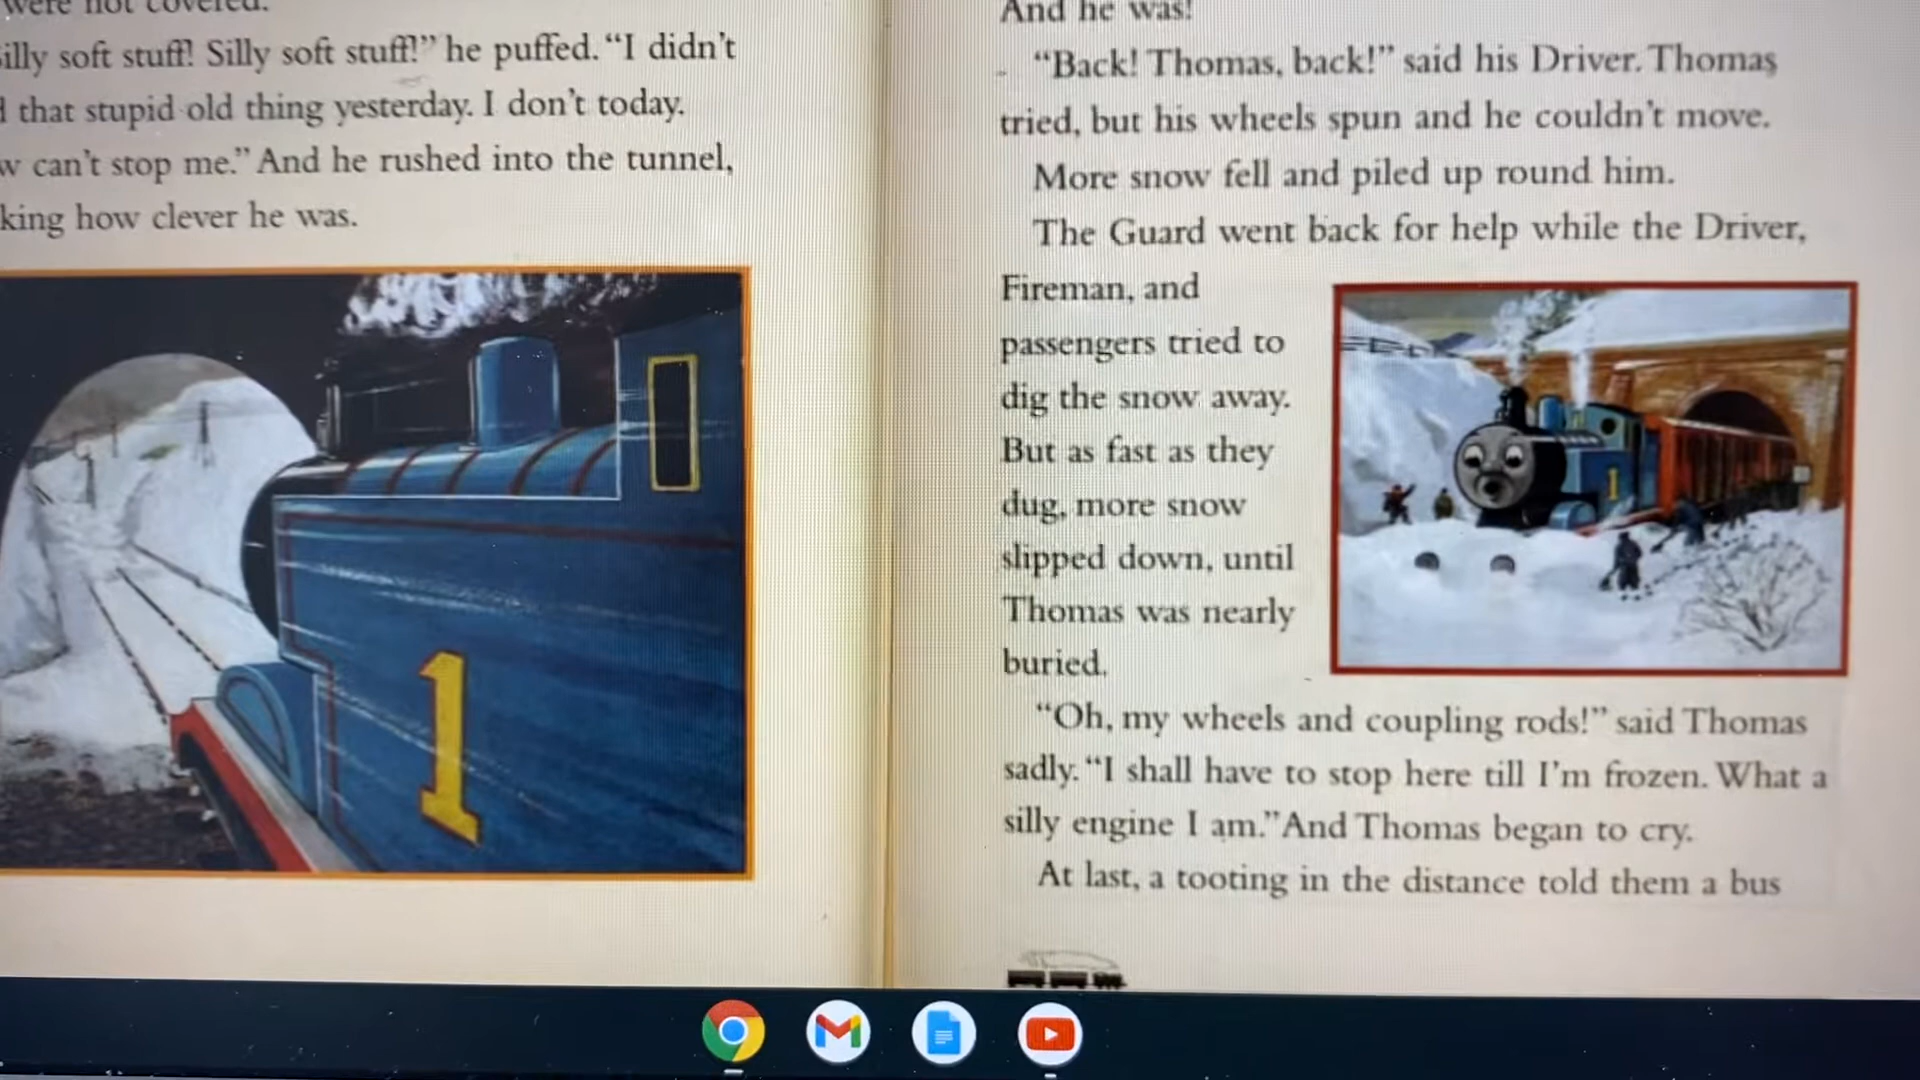 were not covered.
illy soft stuff! Silly soft stuff!” he puffed. “I didn’t
that stupid old thing yesterday. I don’t today.
can’t stop me.” And he rushed into the tunnel,
king how clever he was.
1
And he was!
“Back! Thomas, back!” said his Driver. Thomas
tried, but his wheels spun and he couldn’t move.
More snow fell and piled up round him.
The Guard went back for help while the Driver,
Fireman, and
passengers tried to
dig the snow away.
But as fast as they
dug, more snow
slipped down, until
Thomas was nearly
buried.
1
“Oh, my wheels and coupling rods!” said Thomas
sadly. “I shall have to stop here till I’m frozen. What a
silly engine I am.” And Thomas began to cry.
At last, a tooting in the distance told them a bus